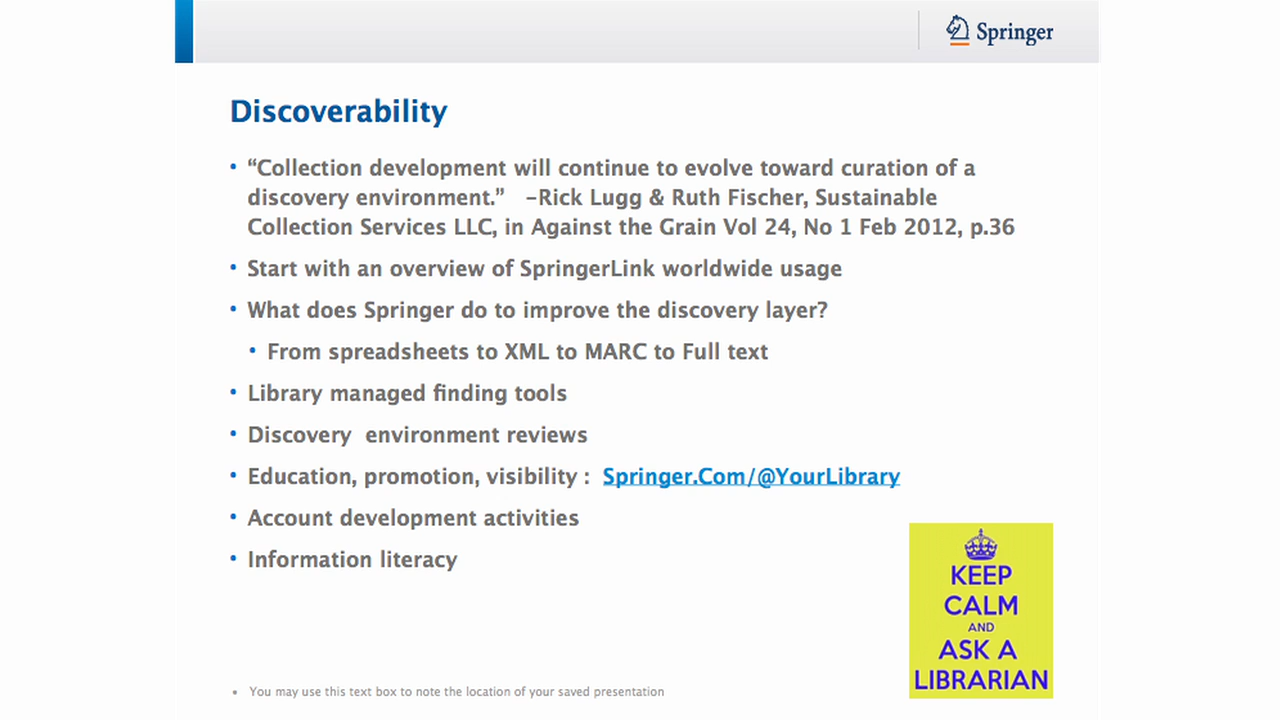 Springer
Discoverability
• “Collection development will continue to evolve toward curation of a
discovery environment.”   –Rick Lugg & Ruth Fischer, Sustainable
Collection Services LLC, in Against the Grain Vol 24, No 1 Feb 2012, p.36
• Start with an overview of SpringerLink worldwide usage
• What does Springer do to improve the discovery layer?
• From spreadsheets to XML to MARC to Full text
• Library managed finding tools
• Discovery  environment reviews
• Education, promotion, visibility :  Springer.Com/@YourLibrary
• Account development activities
• Information literacy
KEEP
CALM
AND
ASK A
LIBRARIAN
• You may use this text box to note the location of your saved presentation